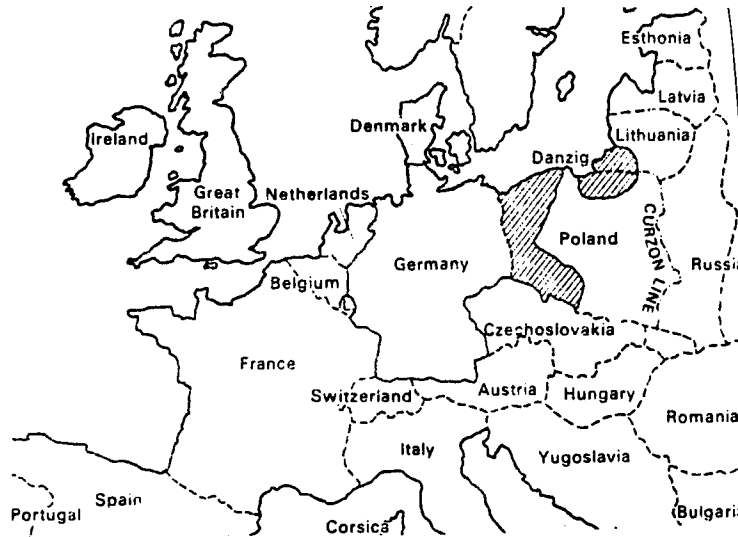 Esthonia
Latvia
Lithuania
Denmark
Ireland
Danzig
Great
Britain
Netherlands
CURZON LINE
Poland
Germany
Russia
Belgium
L
Czechoslovakia
France
Switzerland
Austria
Hungary
Romania
Italy
Yugoslavia
Spain
Portugal
Bulgari
Corsica